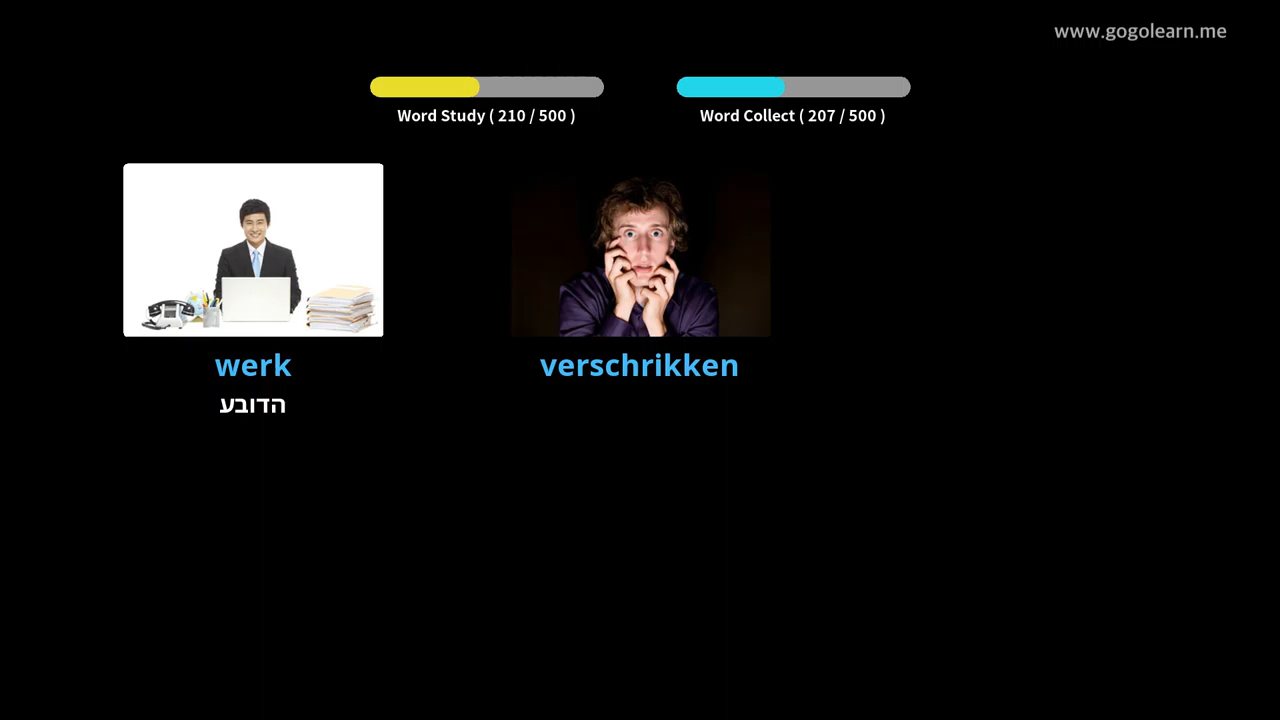 www.gogolearn.me
Word Study ( 210 / 500 )
Word Collect ( 207 / 500 )
werk
verschrikken
הדובע